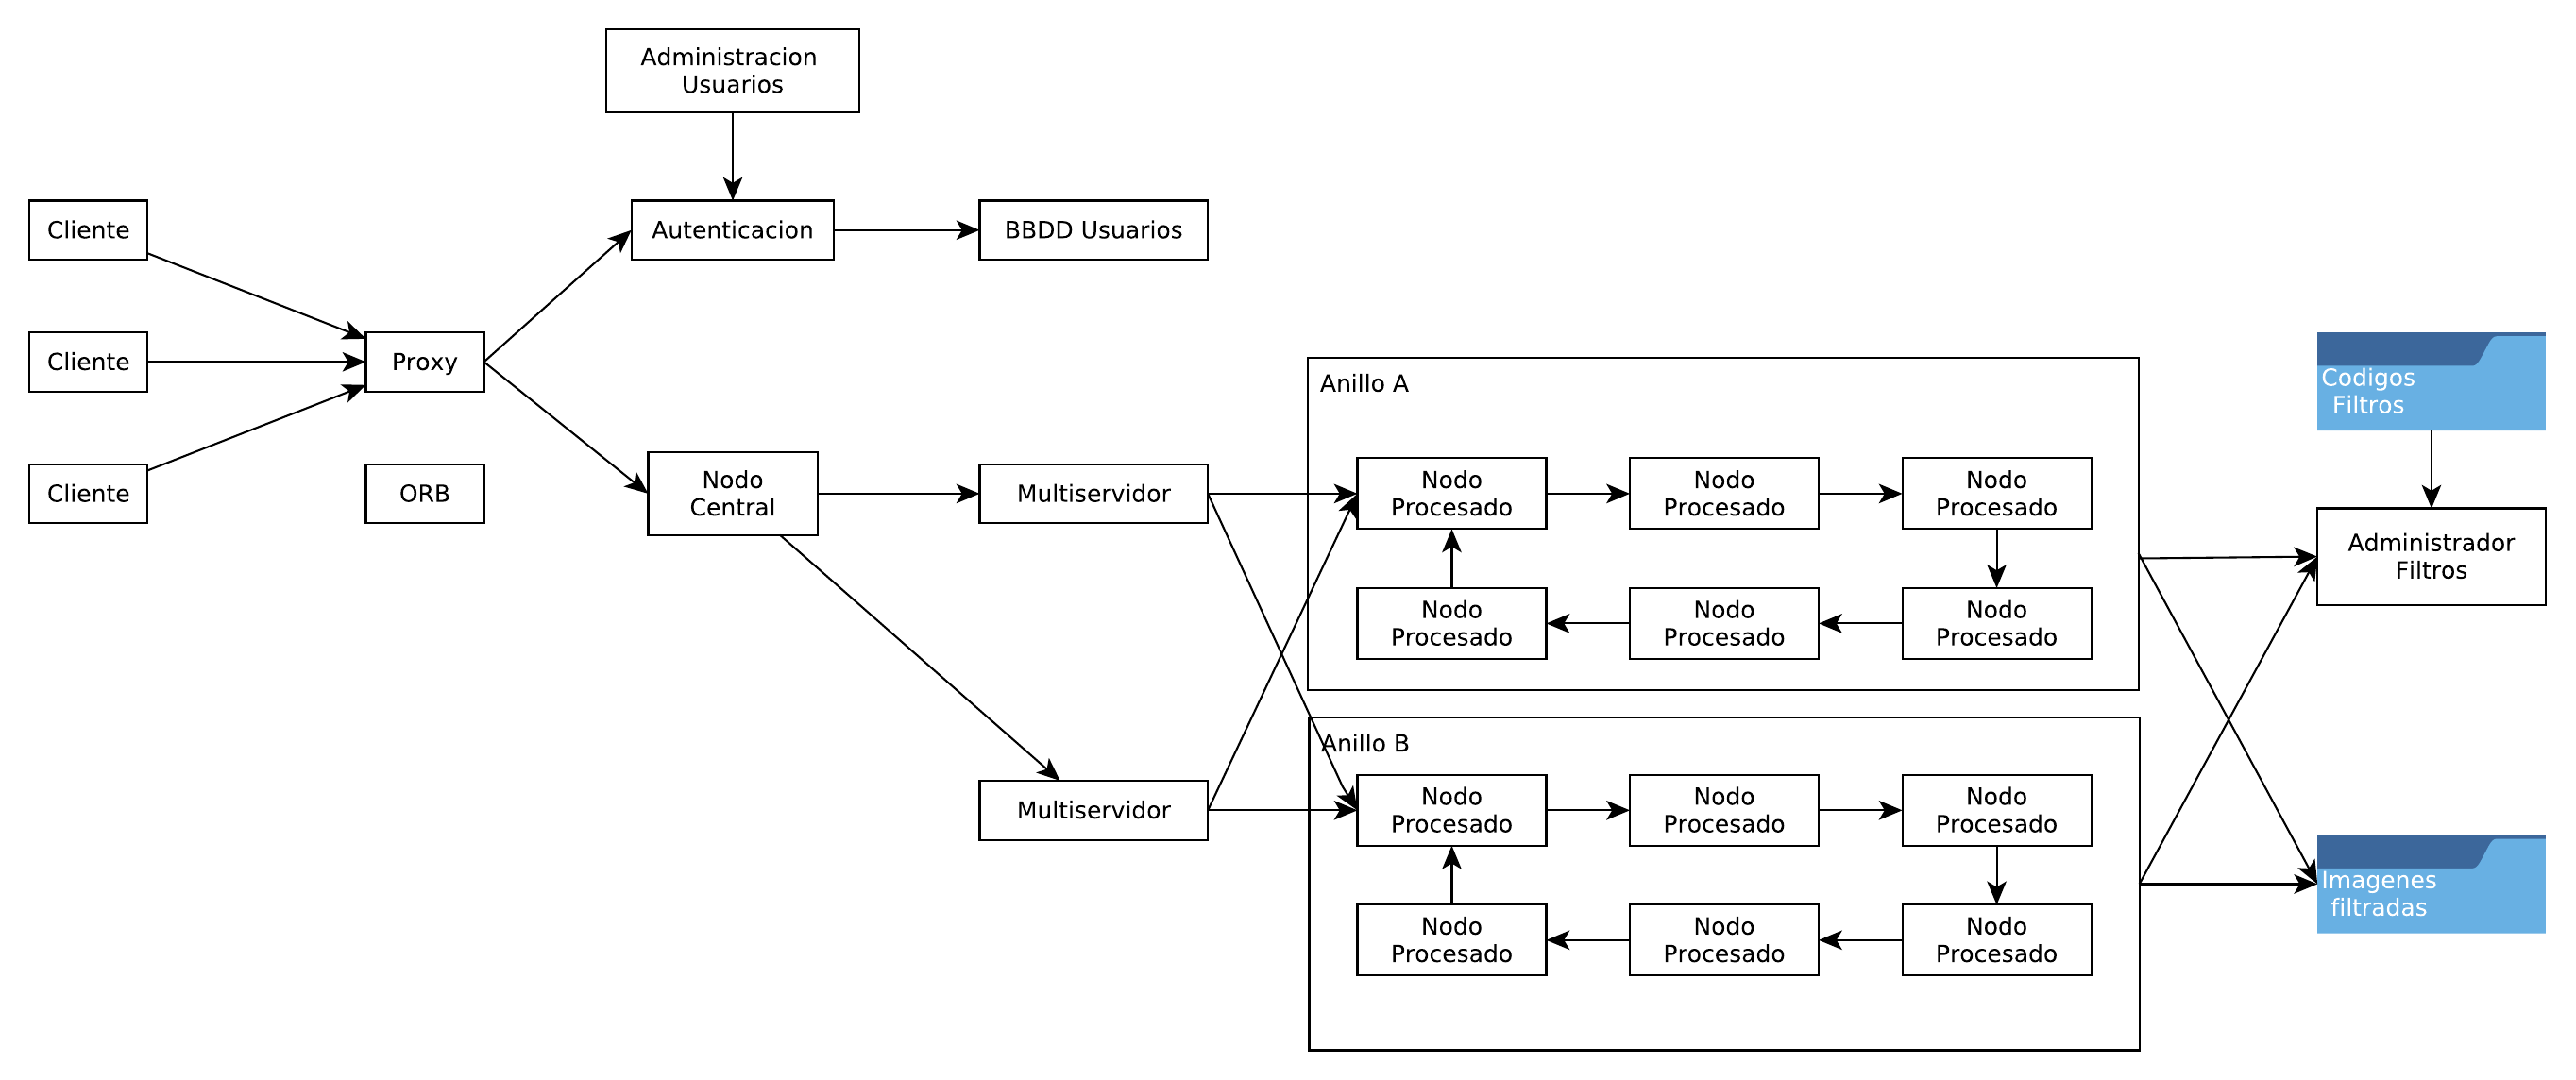 Administracion
Usuarios
Cliente
Autenticacion
BBDD Usuarios
Cliente
Proxy
Cliente
ORB
Nodo
Central
Multiservidor
Multiservidor
Anillo A
Nodo
Procesado
Nodo
Procesado
Nodo
Procesado
Nodo
Procesado
Nodo
Procesado
Nodo
Procesado
Anillo B
Nodo
Procesado
Nodo
Procesado
Nodo
Procesado
Nodo
Procesado
Nodo
Procesado
Nodo
Procesado
Codigos
Filtros
Administrador
Filtros
Imagenes
filtradas